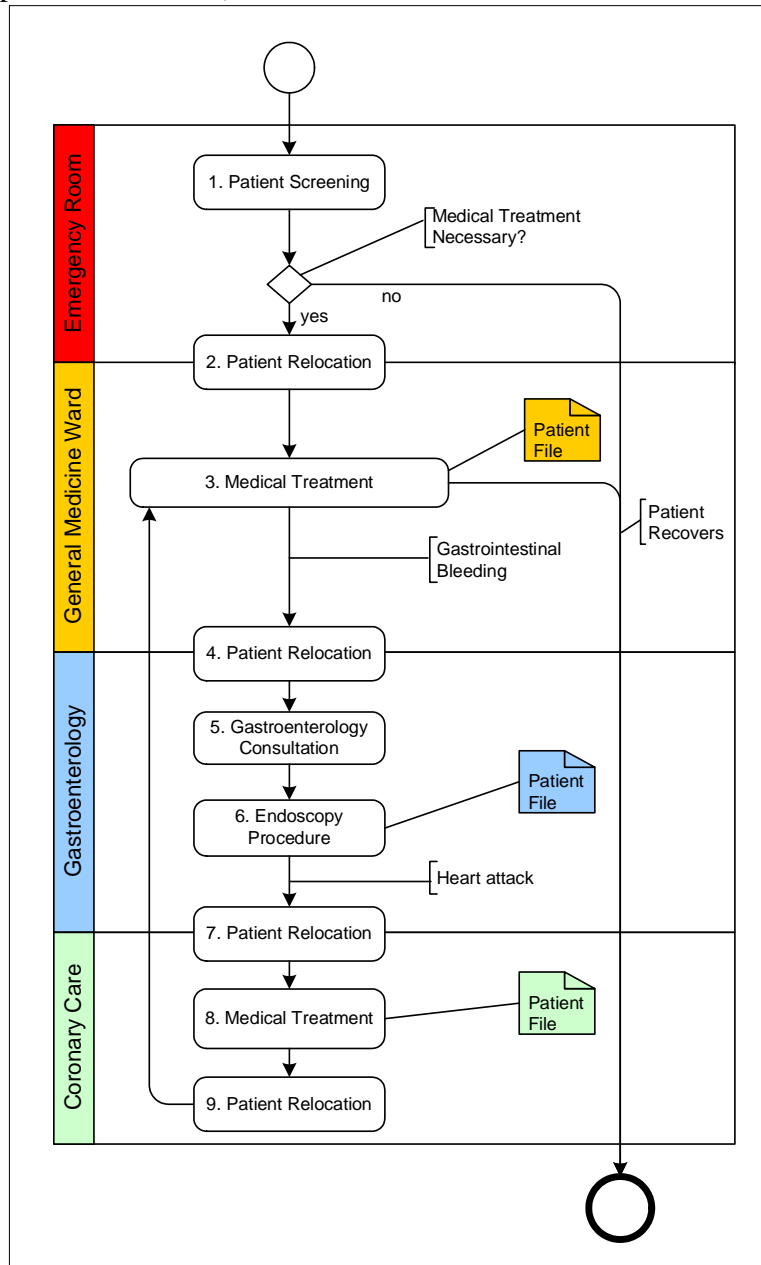 Emergency Room
1. Patient Screening
Medical Treatment
Necessary?
no
yes
2. Patient Relocation
General Medicine Ward
Patient
File
3. Medical Treatment
Patient
Recovers
Gastrointestinal
Bleeding
4. Patient Relocation
Gastroenterology
5. Gastroenterology
Consultation
Patient
File
6. Endoscopy
Procedure
Heart attack
7. Patient Relocation
Coronary Care
Patient
File
8. Medical Treatment
9. Patient Relocation